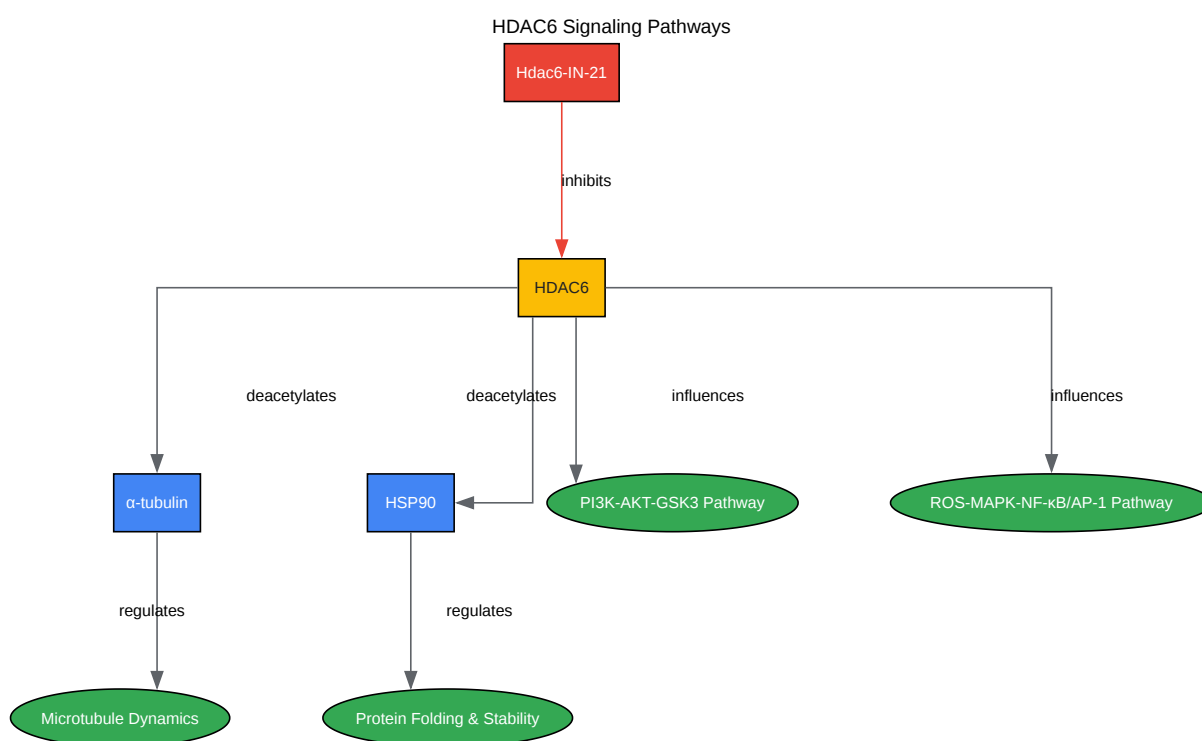 HDAC6 Signaling Pathways
Hdac6-IN-21
inhibits
HDAC6
deacetylates
deacetylates
influences
influences
α-tubulin
HSP90
PI3K-AKT-GSK3 Pathway
ROS-MAPK-NF-κB/AP-1 Pathway
regulates
regulates
Microtubule Dynamics
Protein Folding & Stability